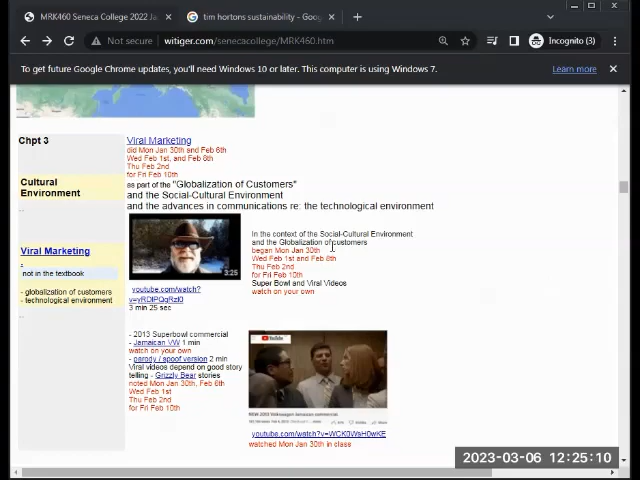 MRK460 Seneca College 2022 Ja
tim hortons sustainability - Goog
Not secure
witiger.com/senecacollege/MRK460.htm
Incognito (3)
To get future Google Chrome updates, you'll need Windows 10 or later. This computer is using Windows 7.
Learn more
Chpt 3
Viral Marketing
did Mon Jan 30th and Feb 6th
Wed Feb 1st, and Feb 8th
Thu Feb 2nd
for Fri Feb 10th
Cultural
Environment
as part of the "Globalization of Customers"
and the Social-Cultural Environment
and the advances in communications re: the technological environment
Viral Marketing
-
not in the textbook
- globalization of customers
- technological environment
3:25
youtube.com/watch?
3 min 25 sec
In the context of the Social-Cultural Environment
and the Globalization of customers
began Mon Jan 30th
Wed Feb 1st and Feb 8th
Thu Feb 2nd
for Fri Feb 10th
Super Bowl and Viral Videos
watch on your own
- 2013 Superbowl commercial
- Jamaican VW 1 min
watch on your own
- parody / spoof version 2 min
Viral videos depend on good story
telling - Grizzly Bear stories
noted Mon Jan 30th, Feb 6th
Wed Feb 1st
Thu Feb 2nd
for Fri Feb 10th
YouTube
youtube.com/watch?v=WCK0WsH0wKE
watched Mon Jan 30th in class
2023-03-06 12:25:10